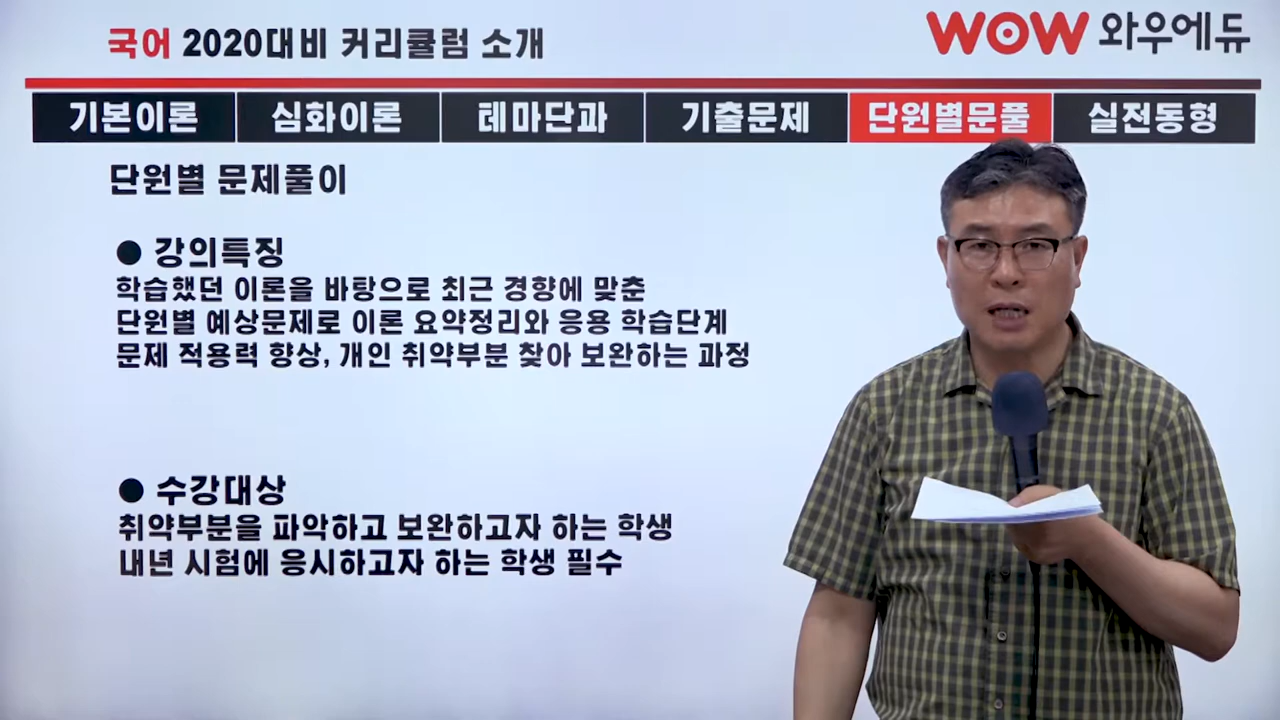 국어 2020대비 커리큘럼 소개
WOW 와우에듀
기본이론 심화이론 테마단과 기출문제 단원별문풀 실전동형
단원별 문제풀이
● 강의특징
학습했던 이론을 바탕으로 최근 경향에 맞춘
단원별 예상문제로 이론 요약정리와 응용 학습단계
문제 적용력 향상, 개인 취약부분 찾아 보완하는 과정
● 수강대상
취약부분을 파악하고 보완하고자 하는 학생
내년 시험에 응시하고자 하는 학생 필수